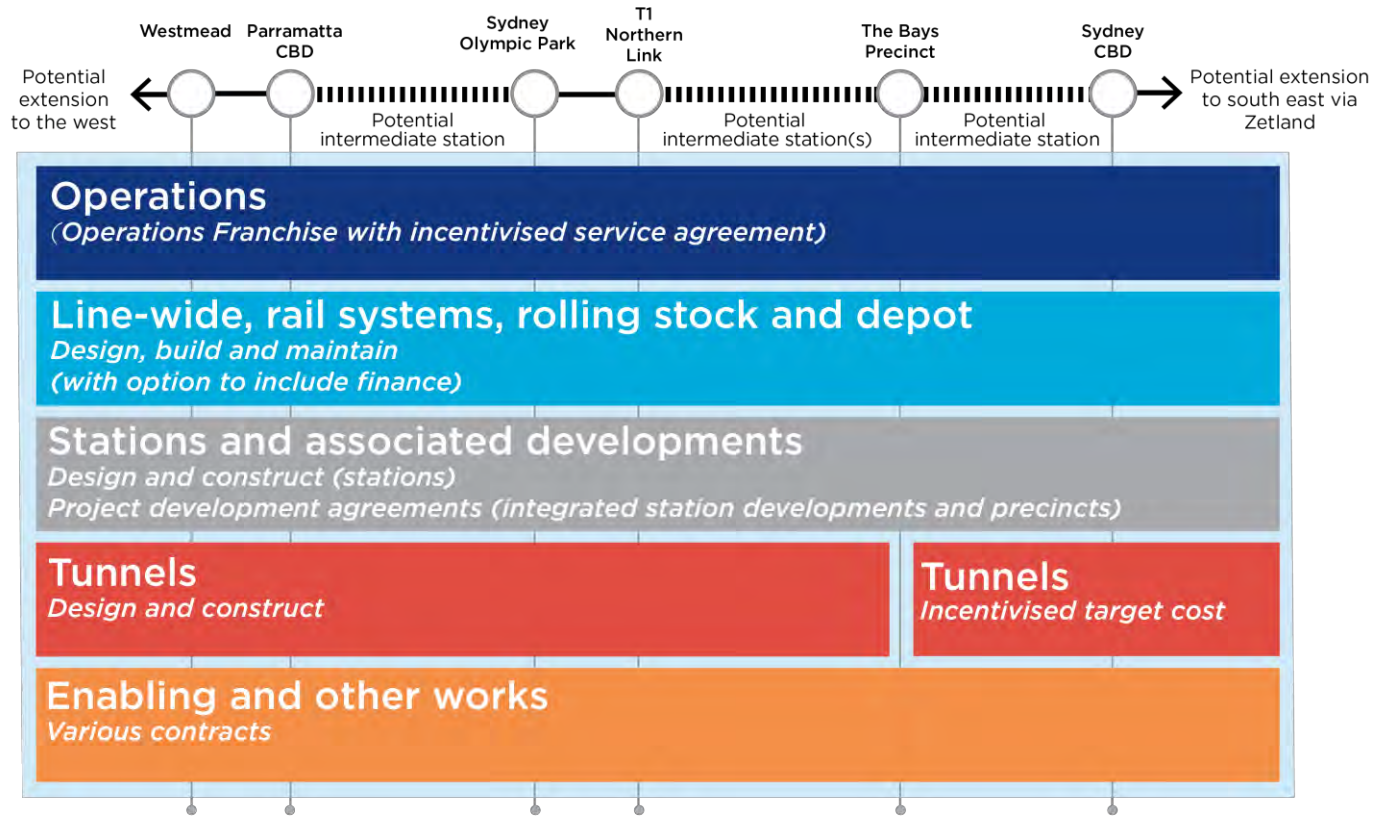 Westmead
Parramatta
CBD
Sydney
Olympic Park
T1
Northern
Link
The Bays
Precinct
Sydney
CBD
Potential
extension
to the west
Potential
intermediate station
Potential
intermediate station(s)
Potential
intermediate station
Potential extension
to south east via
Zetland
Operations
(Operations Franchise with incentivised service agreement)
Line-wide, rail systems, rolling stock and depot
Design, build and maintain
(with option to include finance)
Stations and associated developments
Design and construct (stations)
Project development agreements (integrated station developments and precincts)
Tunnels
Design and construct
Tunnels
Incentivised target cost
Enabling and other works
Various contracts